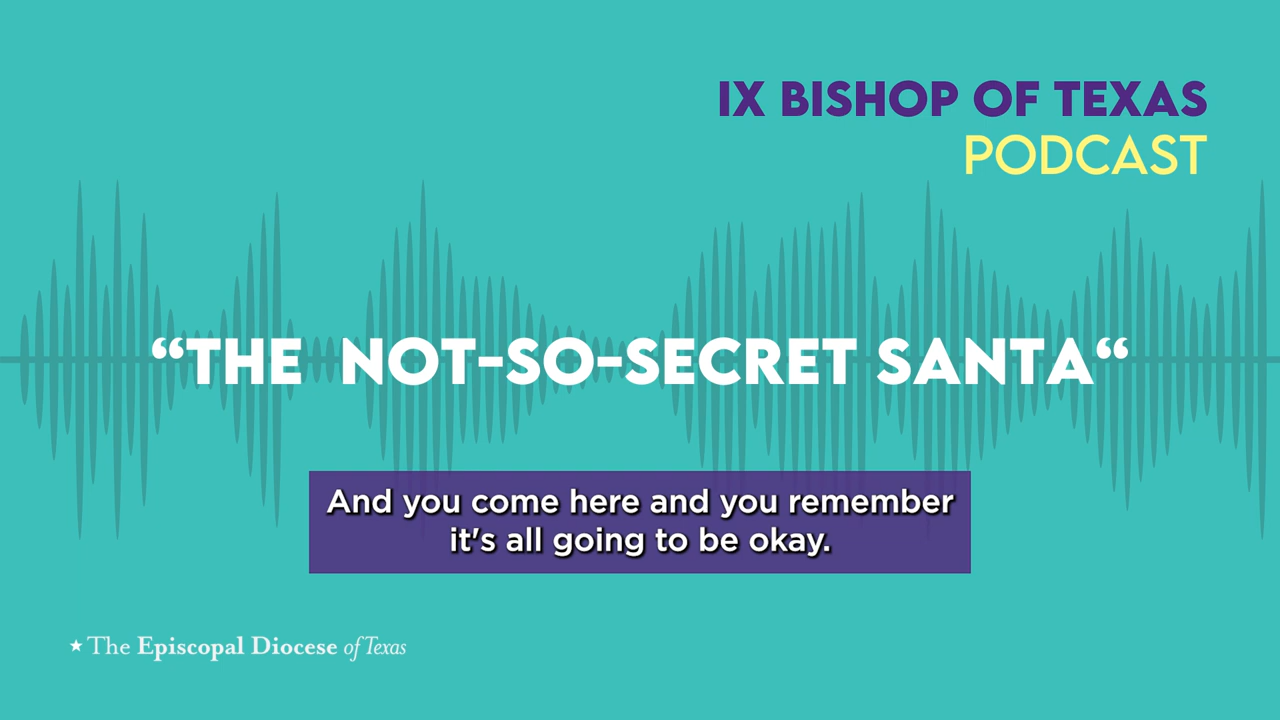 IX BISHOP OF TEXAS
PODCAST
“THE NOT-SO-SECRET SANTA“
And you come here and you remember
it's all going to be okay.
The Episcopal Diocese of Texas